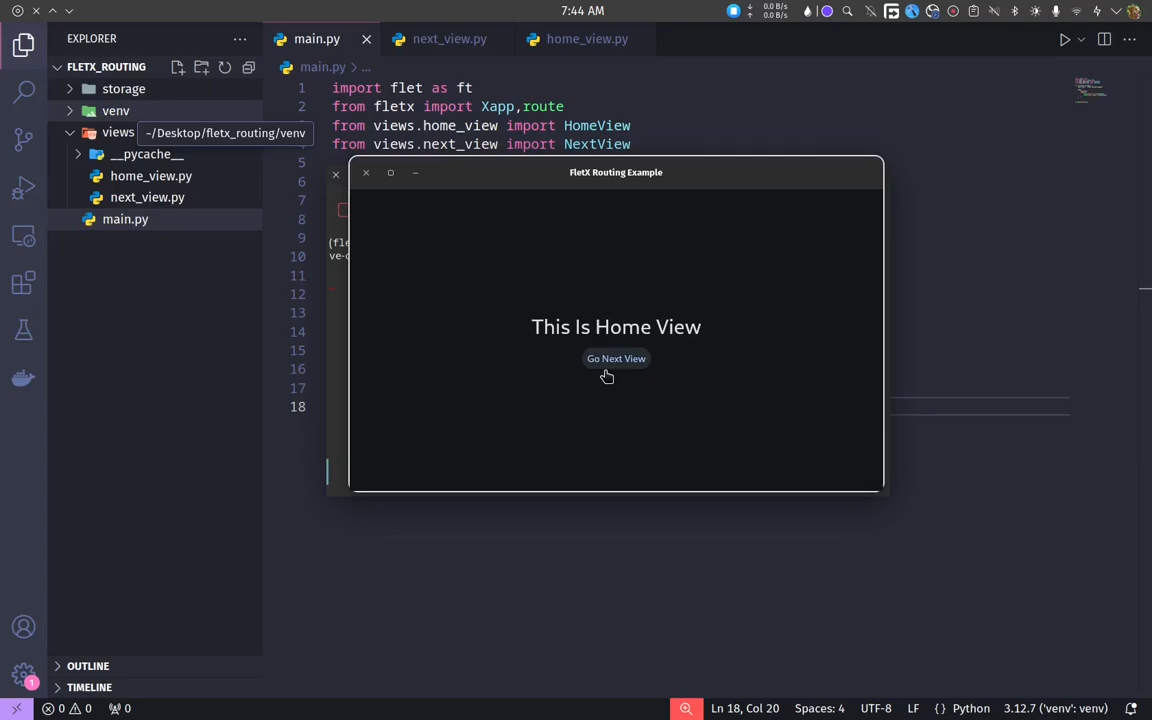 7:44 AM
0.0 B/s
0.0 B/s
EXPLORER
FLETX_ROUTING
storage
venv
views
~/Desktop/fletx_routing/venv
__pycache__
home_view.py
next_view.py
main.py
OUTLINE
TIMELINE
main.py
next_view.py
home_view.py
main.py > ...
1 import flet as ft
2 from fletx import Xapp,route
3 from views.home_view import HomeView
4 from views.next_view import NextView
5
6
7
8
9
10
11
12
13
14
15
16
17
18
(fle
ve-c
FletX Routing Example
This Is Home View
Go Next View
1
0 0 0
Ln 18, Col 20
Spaces: 4
UTF-8
LF
{ } Python
3.12.7 ('venv': venv)